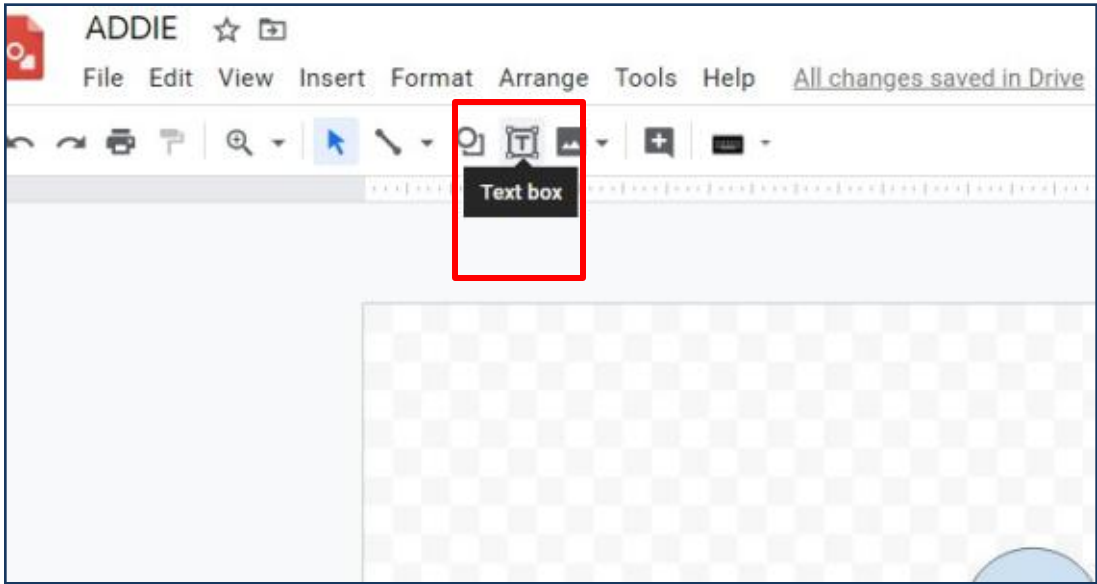 ADDIE
File Edit View Insert Format Arrange Tools Help All changes saved in Drive
T
Text box